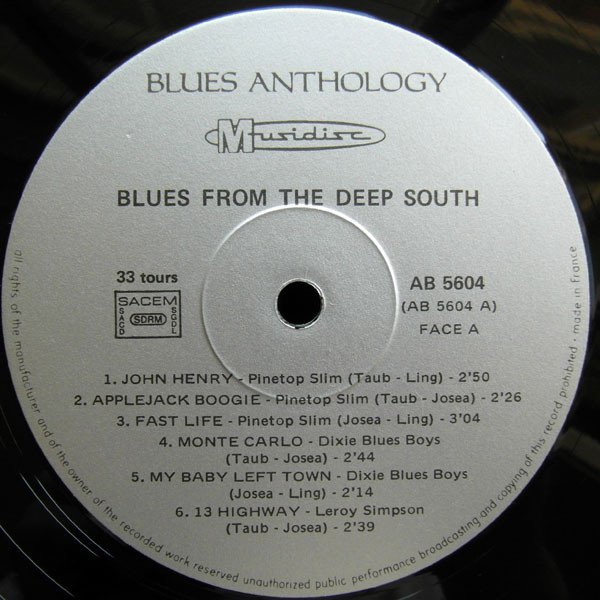 BLUES ANTHOLOGY
Musidisc
BLUES FROM THE DEEP SOUTH
33 tours
SACEM
SACD
SDRM
SGDL
AB 5604
(AB 5604 A)
FACE A
1. JOHN HENRY - Pinetop Slim (Taub - Ling) - 2'50
2. APPLEJACK BOOGIE - Pinetop Slim (Taub - Josea) - 2'26
3. FAST LIFE - Pinetop Slim (Josea - Ling) - 3'04
4. MONTE CARLO - Dixie Blues Boys
(Taub - Josea) - 2'44
5. MY BABY LEFT TOWN - Dixie Blues Boys
(Josea - Ling) - 2'14
6. 13 HIGHWAY - Leroy Simpson
(Taub - Josea) - 2'39
all rights of the manufacturer and of the owner of the recorded work reserved unauthorized public performance broadcasting and copying of this record prohibited - made in France